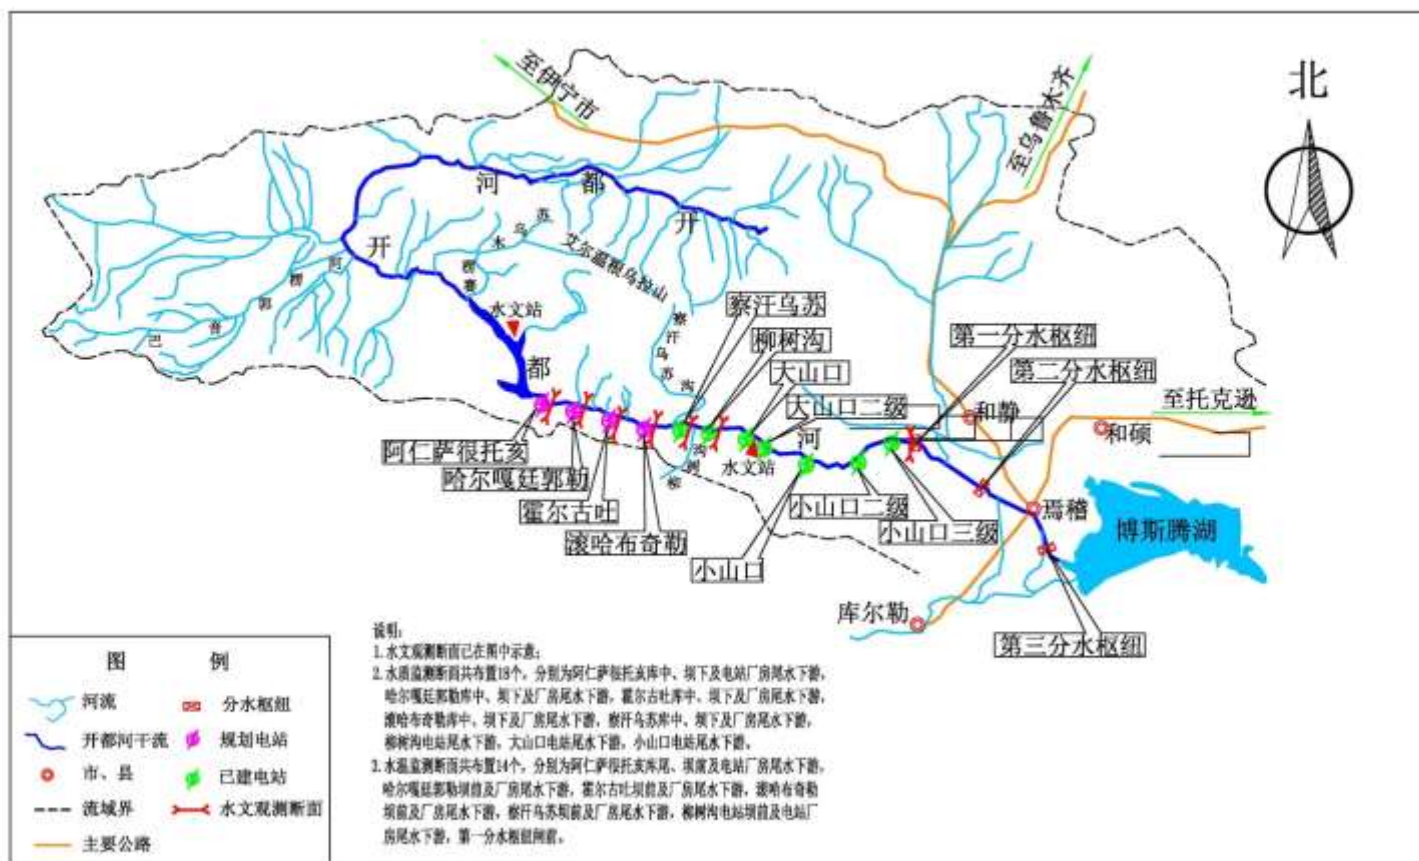 北
至伊宁市
至乌鲁木齐
河 都 开
苏乌木楞赛
艾尔温根乌拉山
开
阿楞郭音巴
水文站
察汗乌苏沟
察汗乌苏
柳树沟
大山口
大山口二级
第一分水枢纽
第二分水枢纽
和静
至托克逊
和硕
都
河
阿仁萨很托亥
哈尔嘎廷郭勒
霍尔古吐
滚哈布奇勒
水文站
小山口
小山口二级
小山口三级
焉稽
博斯腾湖
库尔勒
第三分水枢纽
图 例
河流
分水枢纽
开都河干流
规划电站
市、县
已建电站
流域界
水文观测断面
主要公路
说明:
1. 水文观测断面已在图中示意;
2. 水质监测断面共布置18个，分别为阿仁萨很托亥库中、坝下及电站厂房尾水下游，
哈尔嘎廷郭勒库中、坝下及厂房尾水下游，霍尔古吐库中、坝下及厂房尾水下游，
滚哈布奇勒库中、坝下及厂房尾水下游，察汗乌苏库中、坝下及厂房尾水下游，
柳树沟电站尾水下游，大山口电站尾水下游，小山口电站尾水下游。
3. 水温监测断面共布置14个，分别为阿仁萨很托亥库尾、坝前及电站厂房尾水下游，
哈尔嘎廷郭勒坝前及厂房尾水下游，霍尔古吐坝前及厂房尾水下游，滚哈布奇勒
坝前及厂房尾水下游，察汗乌苏坝前及厂房尾水下游，柳树沟电站坝前及电站厂
房尾水下游，第一分水枢纽闸前。